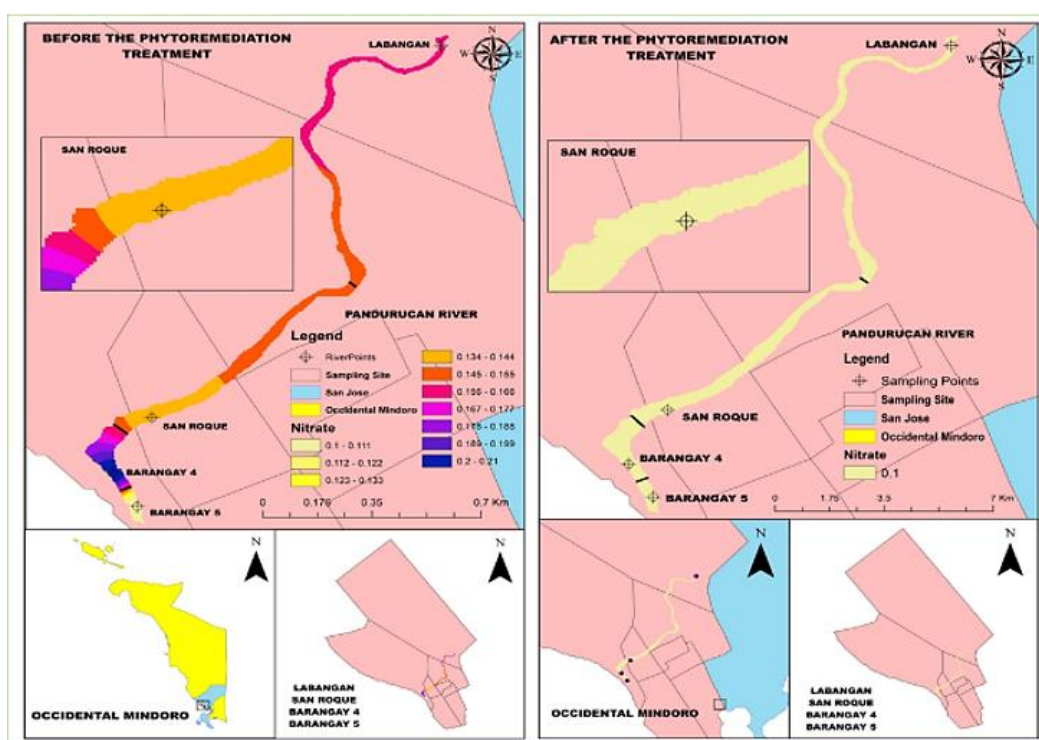 BEFORE THE PHYTOREMEDIATION
TREATMENT
LABANGAN
N
W
E
S
SAN ROQUE
PANDURUCAN RIVER
Legend
RiverPoints
Sampling Site
San Jose
Occidental Mindoro
Nitrate
0.1 - 0.111
0.112 - 0.122
0.123 - 0.133
0.134 - 0.144
0.145 - 0.155
0.156 - 0.166
0.167 - 0.177
0.189 - 0.199
0.2 - 0.21
SAN ROQUE
BARANGAY 4
BARANGAY 5
0 0.175 0.35 0.7 Km
N
OCCIDENTAL MINDORO
N
LABANGAN
SAN ROQUE
BARANGAY 4
BARANGAY 5
AFTER THE PHYTOREMEDIATION
TREATMENT
LABANGAN
N
W
E
S
SAN ROQUE
PANDURUCAN RIVER
Legend
Sampling Points
Sampling Site
San Jose
Occidental Mindoro
Nitrate
0.1
SAN ROQUE
BARANGAY 4
BARANGAY 5
0 1.75 3.5 7 Km
N
OCCIDENTAL MINDORO
N
LABANGAN
SAN ROQUE
BARANGAY 4
BARANGAY 5